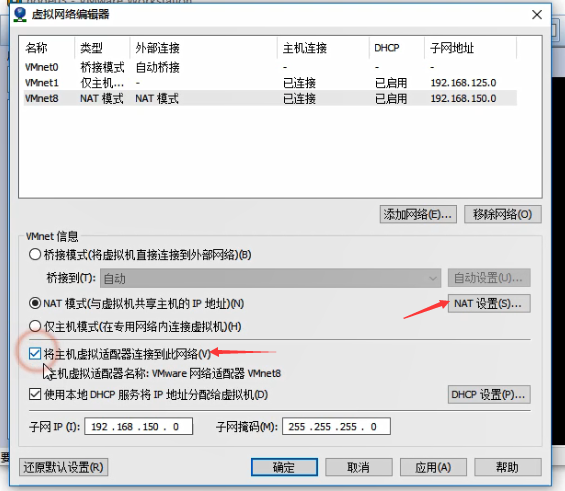 虚拟网络编辑器
名称 类型 外部连接 主机连接 DHCP 子网地址
VMnet0 桥接模式 自动桥接 - - -
VMnet1 仅主机... - 已连接 已启用 192.168.125.0
VMnet8 NAT 模式 NAT 模式 已连接 已启用 192.168.150.0
添加网络(E)... 移除网络(O)
VMnet 信息
桥接模式(将虚拟机直接连接到外部网络)(B)
桥接到(T): 自动 自动设置(U)...
NAT 模式(与虚拟机共享主机的 IP 地址)(N) NAT 设置(S)...
仅主机模式(在专用网络内连接虚拟机)(H)
将主机虚拟适配器连接到此网络(V)
主机虚拟适配器名称: VMware 网络适配器 VMnet8
使用本地 DHCP 服务将 IP 地址分配给虚拟机(D) DHCP 设置(P)...
子网 IP (I): 192 . 168 . 150 . 0 子网掩码(M): 255 . 255 . 255 . 0
还原默认设置(R) 确定 取消 应用(A) 帮助